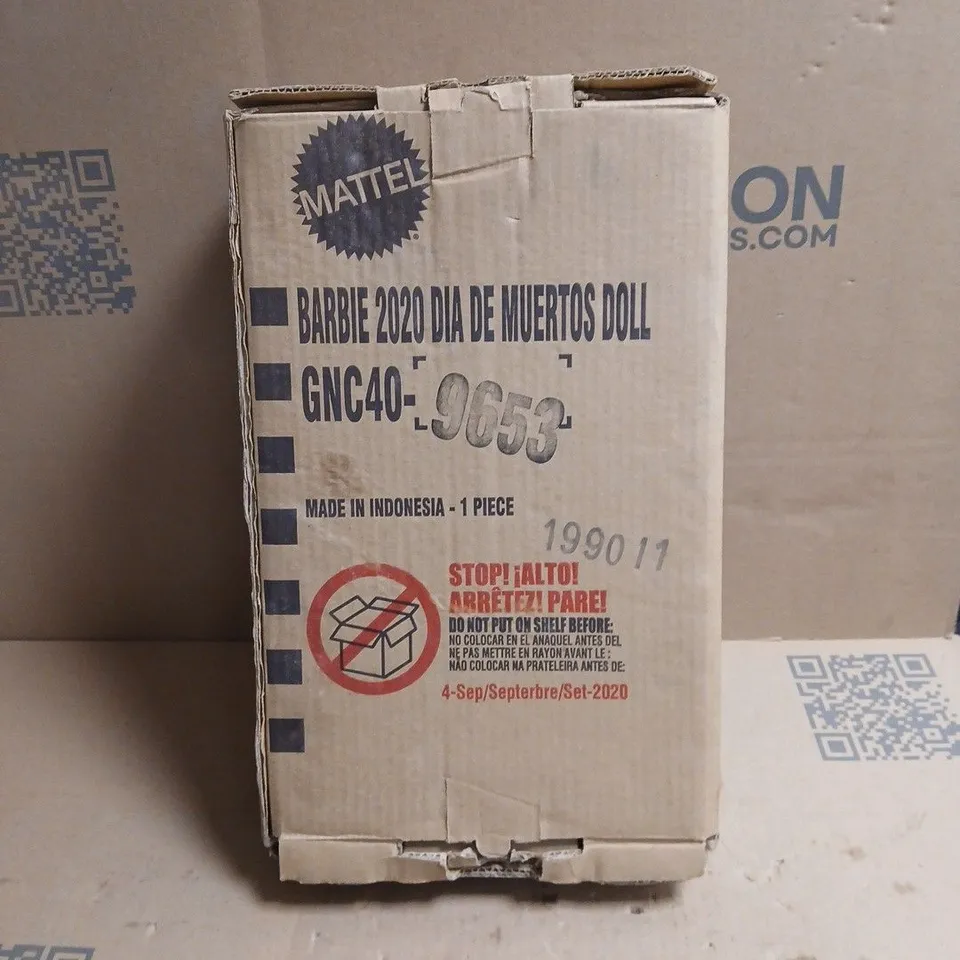 MATTEL
ON
S.COM
BARBIE 2020 DIA DE MUERTOS DOLL
GNC40-[9653]
MADE IN INDONESIA - 1 PIECE
199011
STOP! ¡ALTO!
ARRÊTEZ! PARE!
DO NOT PUT ON SHELF BEFORE:
NO COLOCAR EN EL ANAQUEL ANTES DEL
NE PAS METTRE EN RAYON AVANT LE :
NÃO COLOCAR NA PRATELEIRA ANTES DE:
4-Sep/Septerbre/Set-2020